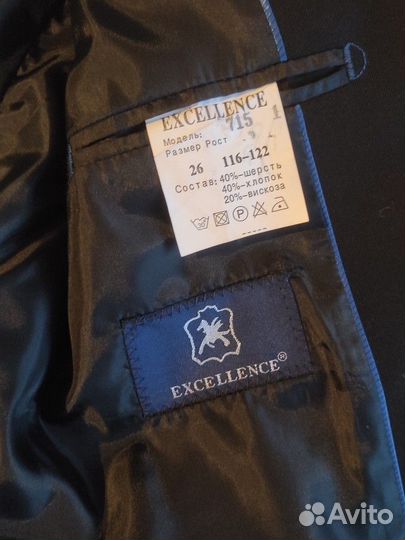 EXCELLENCE
Модель: 715 1
Размер Рост
26 116-122
Состав: 40%-шерсть
40%-хлопок
20%-вискоза
EXCELLENCE®
Avito